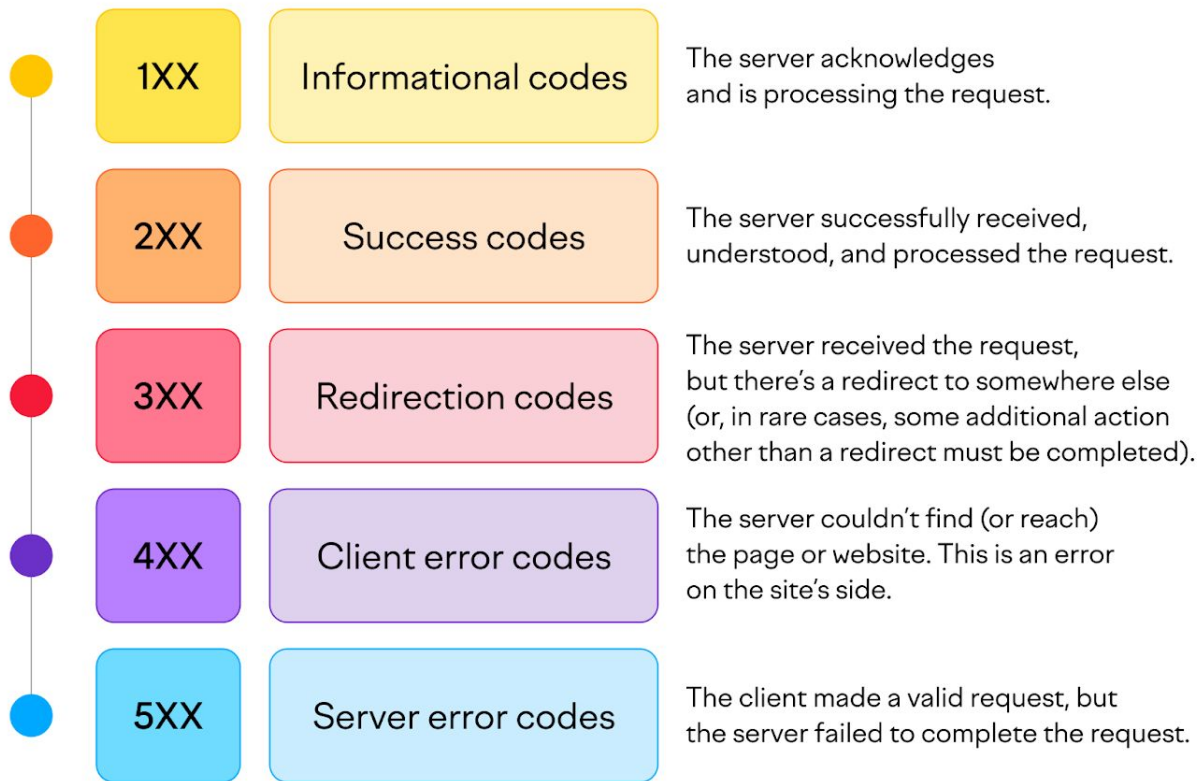 1XX
Informational codes
The server acknowledges
and is processing the request.
2XX
Success codes
The server successfully received,
understood, and processed the request.
3XX
Redirection codes
The server received the request,
but there’s a redirect to somewhere else
(or, in rare cases, some additional action
other than a redirect must be completed).
4XX
Client error codes
The server couldn’t find (or reach)
the page or website. This is an error
on the site’s side.
5XX
Server error codes
The client made a valid request, but
the server failed to complete the request.